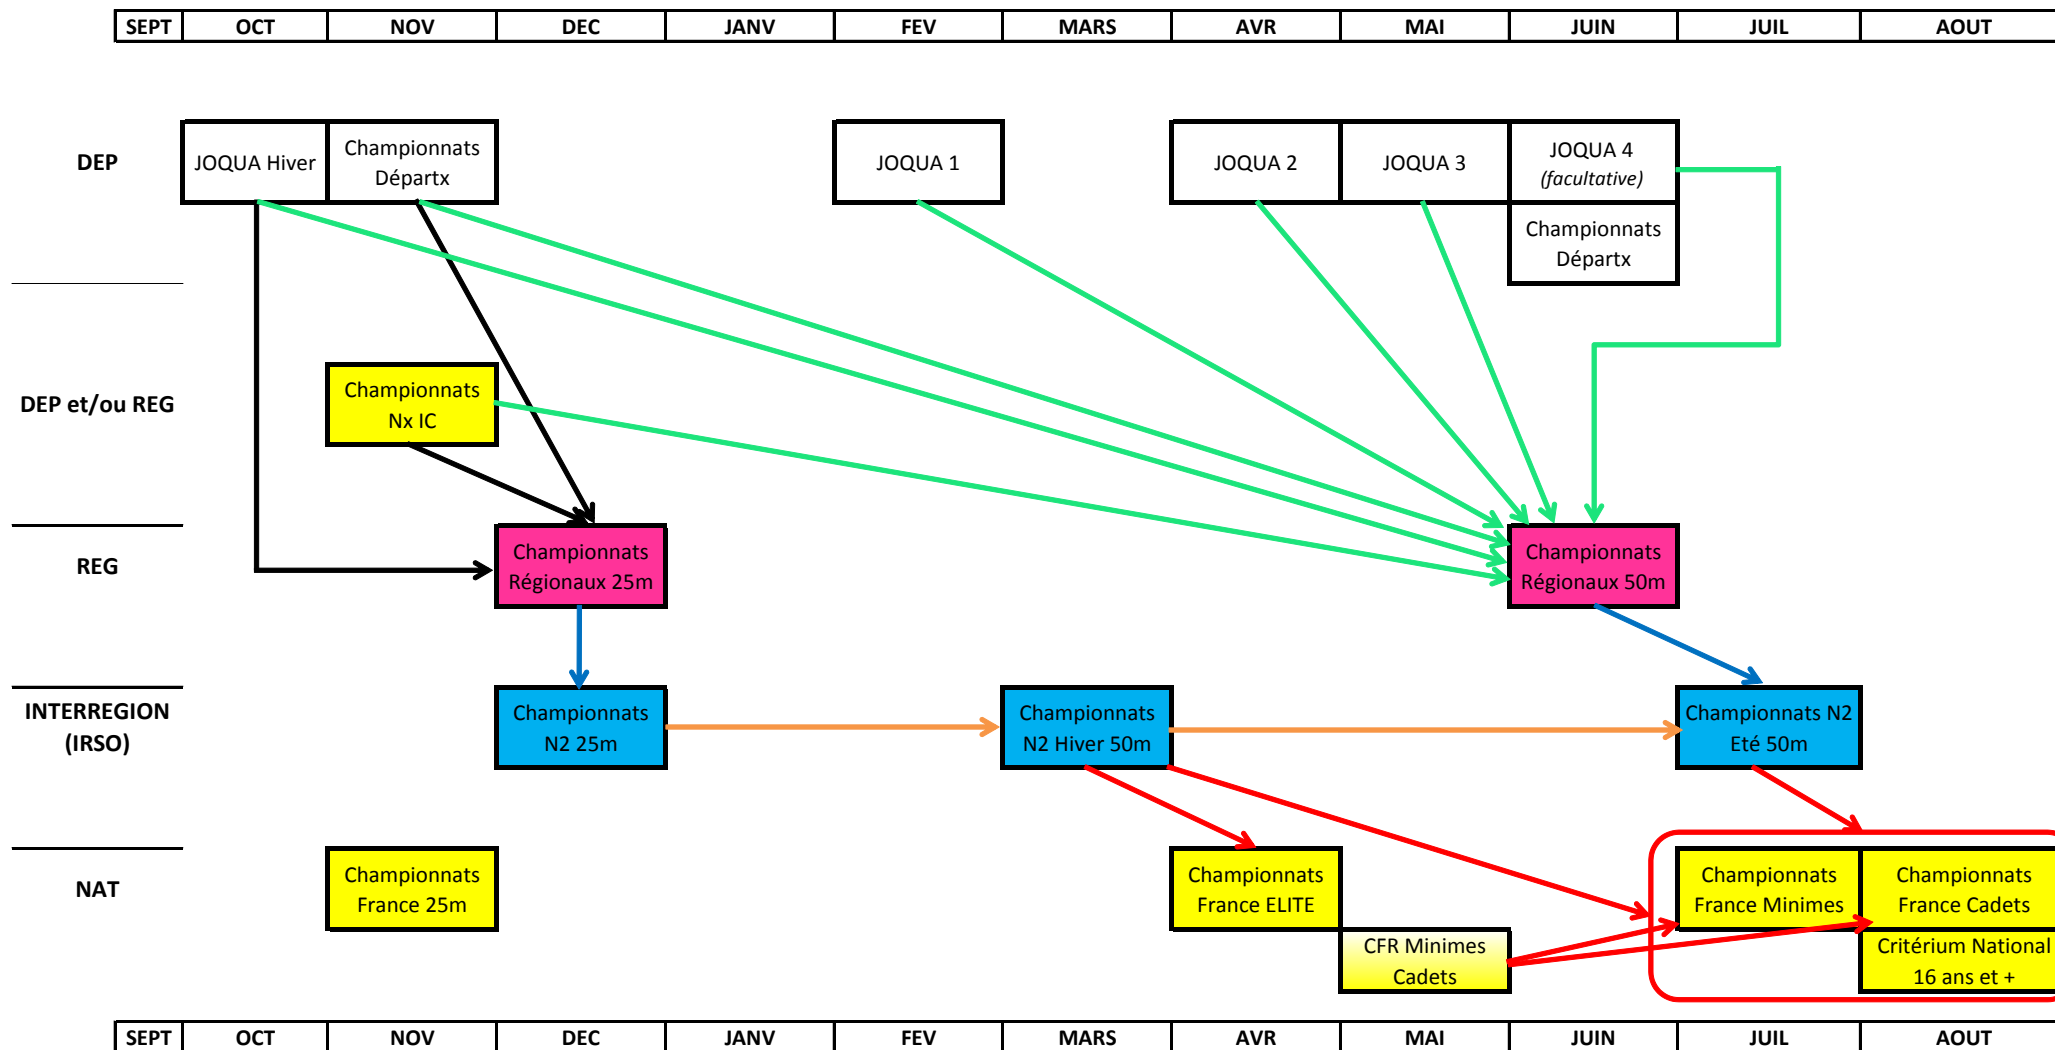 SEPT OCT NOV DEC JANV FEV MARS AVR MAI JUIN JUIL AOUT
DEP
JOQUA Hiver
Championnats
Départx
JOQUA 1
JOQUA 2
JOQUA 3
JOQUA 4
(facultative)
Championnats
Départx
DEP et/ou REG
Championnats
Nx IC
REG
Championnats
Régionaux 25m
Championnats
Régionaux 50m
INTERREGION
(IRSO)
Championnats
N2 25m
Championnats
N2 Hiver 50m
Championnats N2
Eté 50m
NAT
Championnats
France 25m
Championnats
France ELITE
CFR Minimes
Cadets
Championnats
France Minimes
Championnats
France Cadets
Critérium National
16 ans et +
SEPT OCT NOV DEC JANV FEV MARS AVR MAI JUIN JUIL AOUT